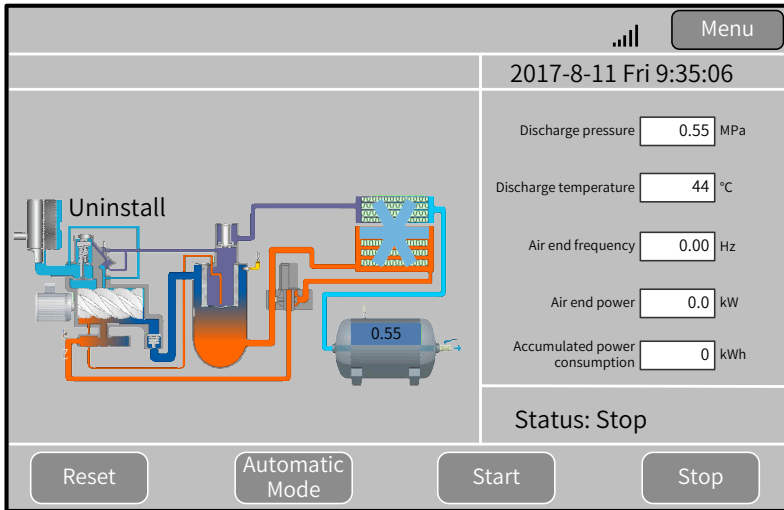 Menu
2017-8-11 Fri 9:35:06
Discharge pressure 0.55 MPa
Discharge temperature 44 °C
Air end frequency 0.00 Hz
Air end power 0.0 kW
Accumulated power
consumption 0 kWh
Uninstall
0.55
Status: Stop
Reset
Automatic
Mode
Start
Stop